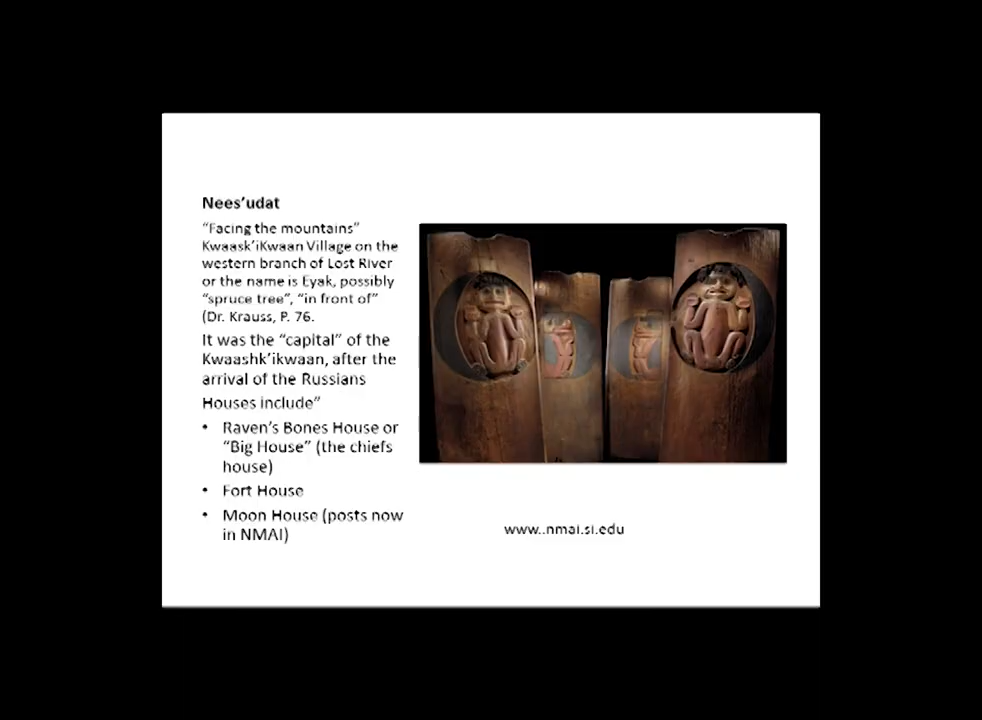 Nees'udat
"Facing the mountains"
Kwaask'iKwaan Village on the
western branch of Lost River
or the name is Eyak, possibly
"spruce tree", "in front of"
(Dr. Krauss, P. 76.
It was the "capital" of the
Kwaashk'ikwaan, after the
arrival of the Russians
Houses include"
• Raven's Bones House or
"Big House" (the chiefs
house)
• Fort House
• Moon House (posts now
in NMAI)
www..nmai.si.edu